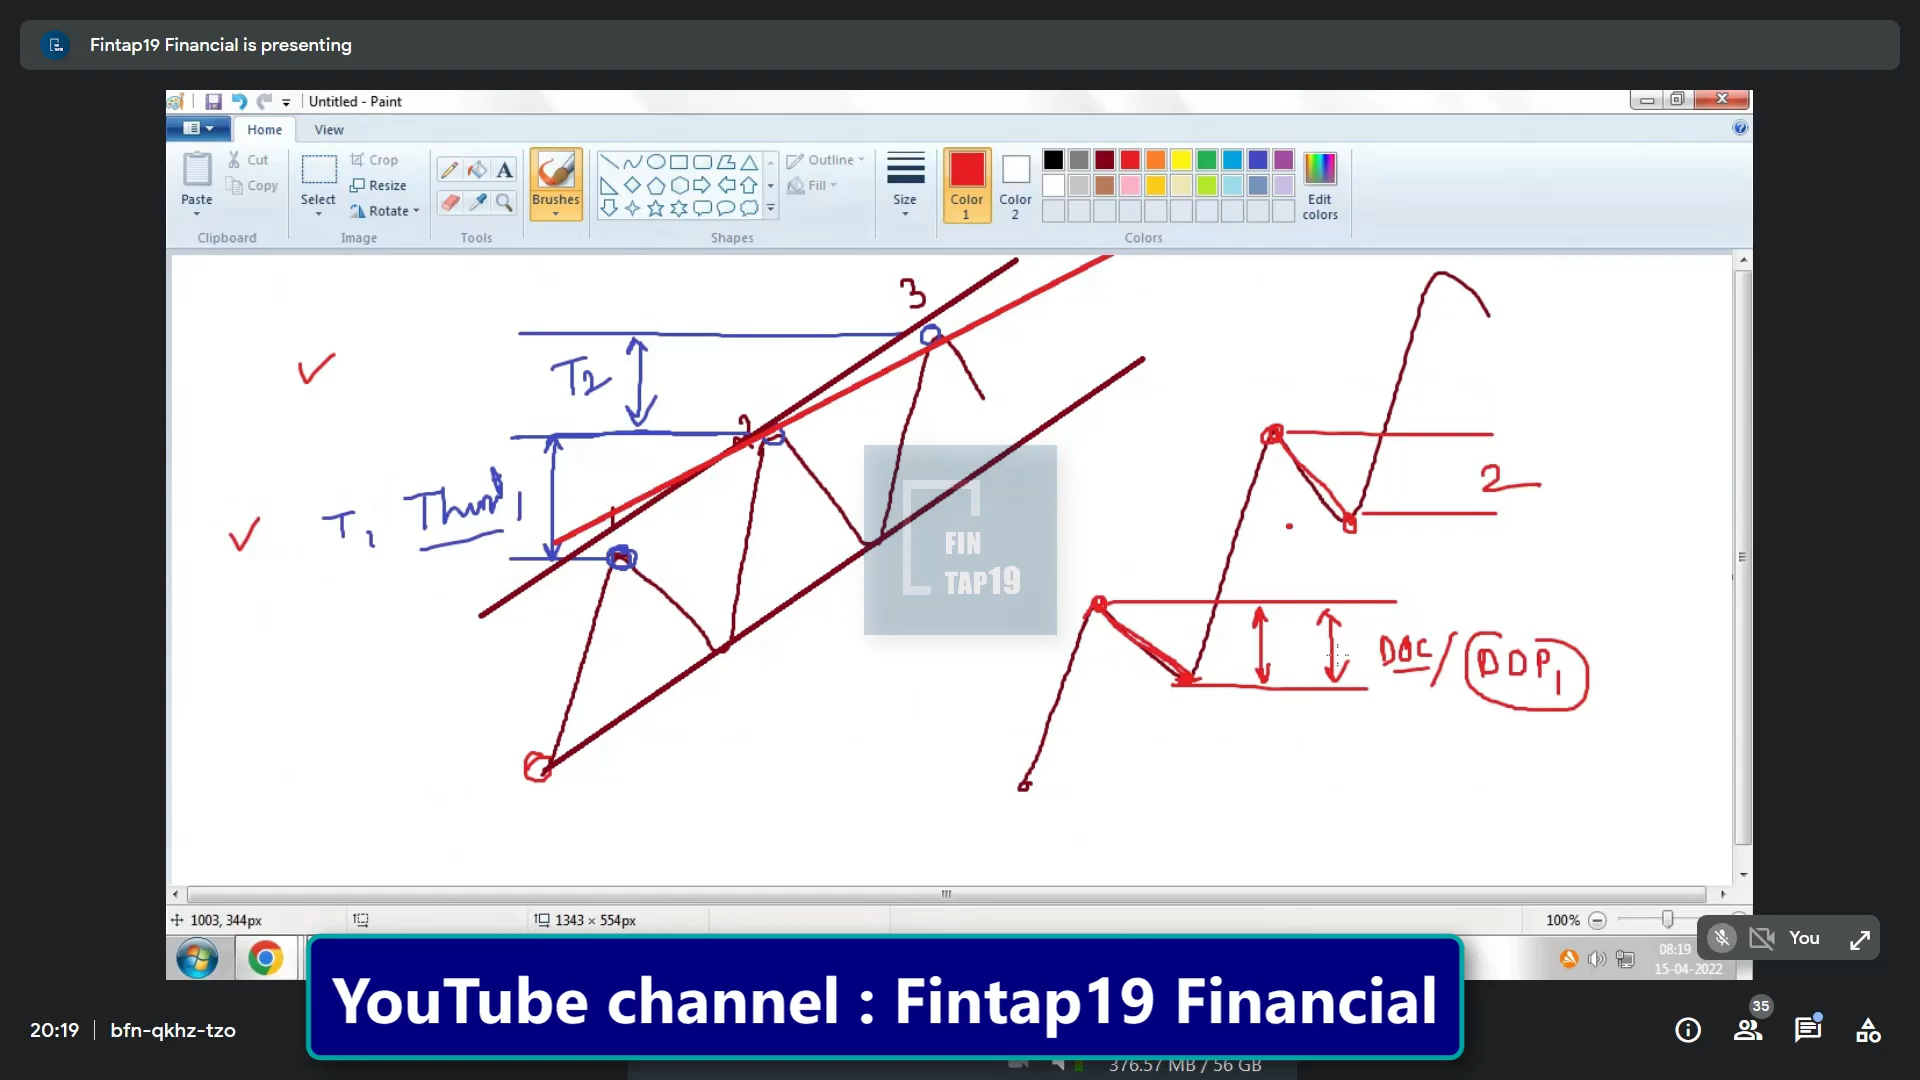 Fintap19 Financial is presenting
Untitled - Paint
Home View
Paste
Cut
Copy
Clipboard
Select
Crop
Resize
Rotate
Image
Tools
Brushes
Shapes
Outline
Fill
Size
Color 1
Color 2
Edit colors
Colors
3
T2
2
1
T1
1
2
DOC / DDP1
FIN
TAP19
1003, 344px
1343 × 554px
100%
You
08:19
15-04-2022
YouTube channel : Fintap19 Financial
20:19 bfn-qkhz-tzo
35
376.57 MB / 56 GB